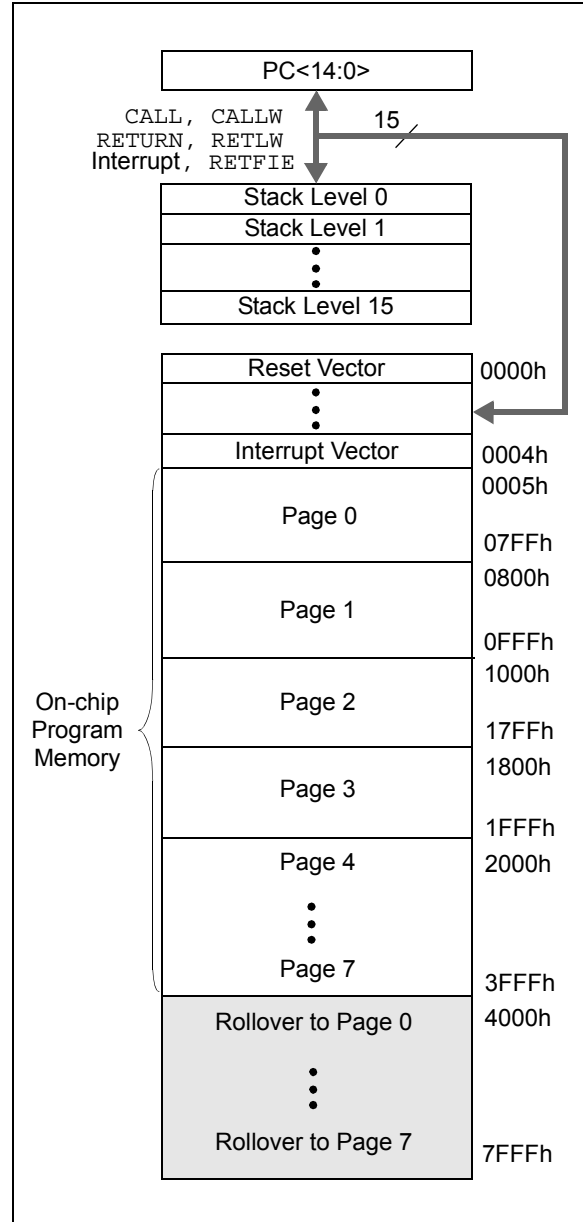 PC<14:0>
CALL, CALLW
15
RETURN, RETLW
Interrupt, RETFIE
Stack Level 0
Stack Level 1
Stack Level 15
Reset Vector
0000h
Interrupt Vector
0004h
0005h
Page 0
07FFh
0800h
Page 1
0FFFh
1000h
On-chip
Program
Memory
Page 2
17FFh
1800h
Page 3
1FFFh
Page 4
2000h
Page 7
3FFFh
Rollover to Page 0
4000h
Rollover to Page 7
7FFFh